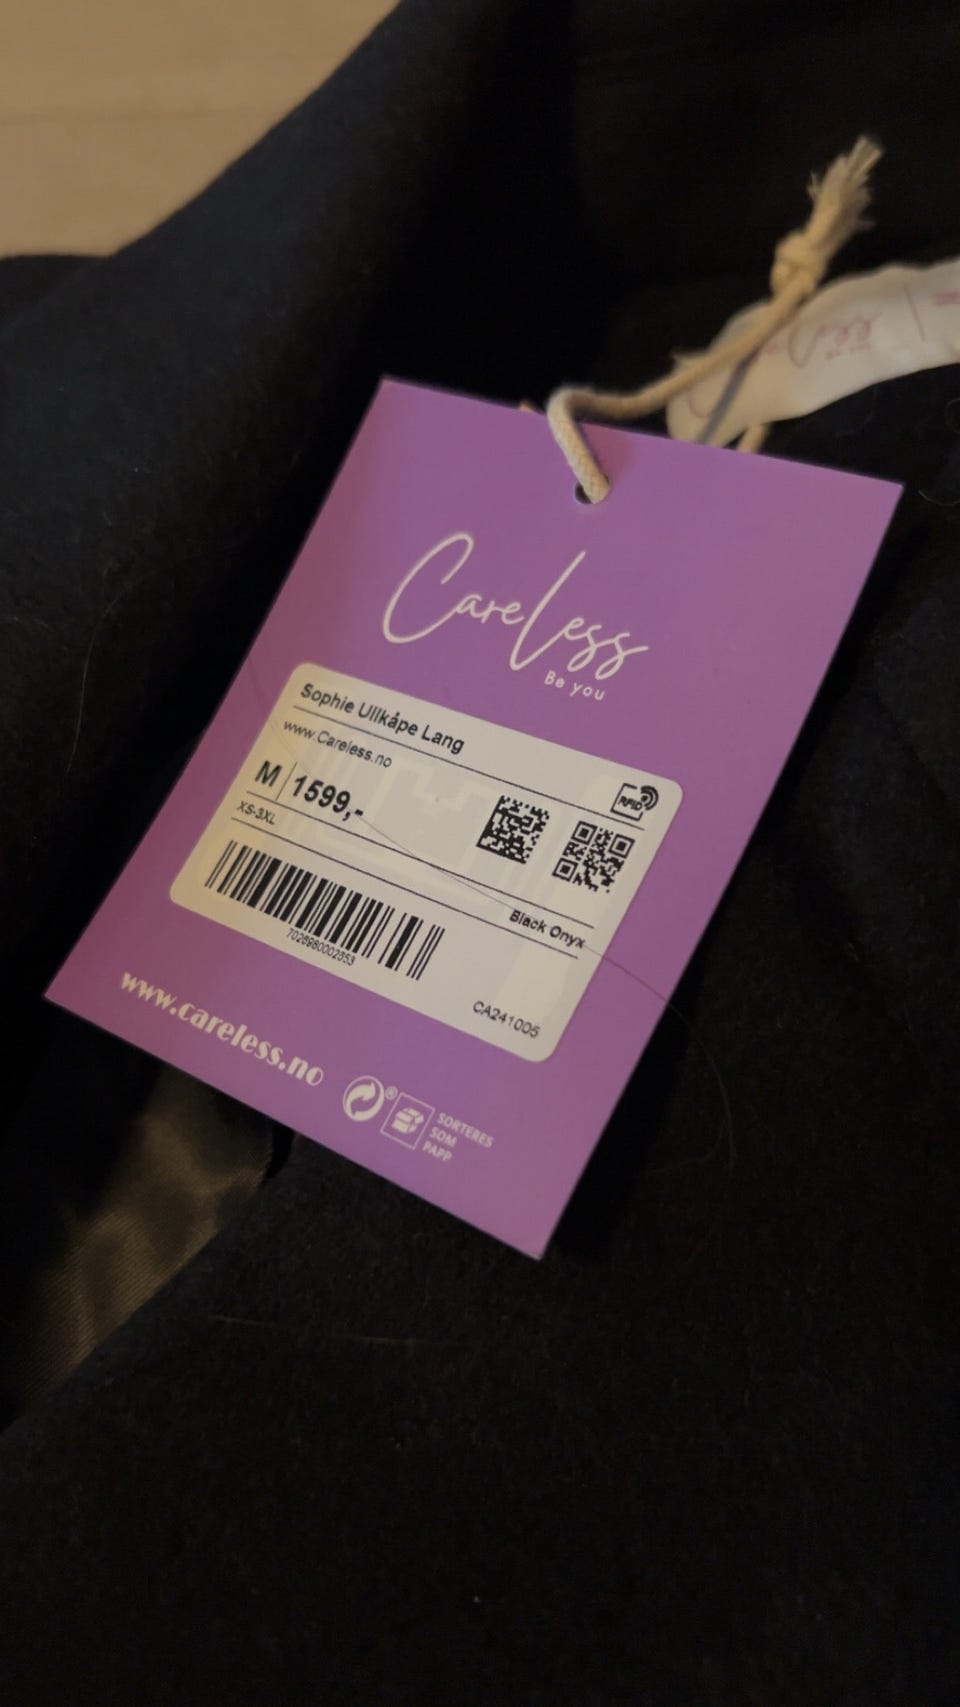 CareLess
Be you
Sophie Ullkåpe Lang
www.Careless.no
RFID
M 1599,-
XS-3XL
Black Onyx
7026980002853
CA241005
www.careless.no
®
SORTERES
SOM
PAPP